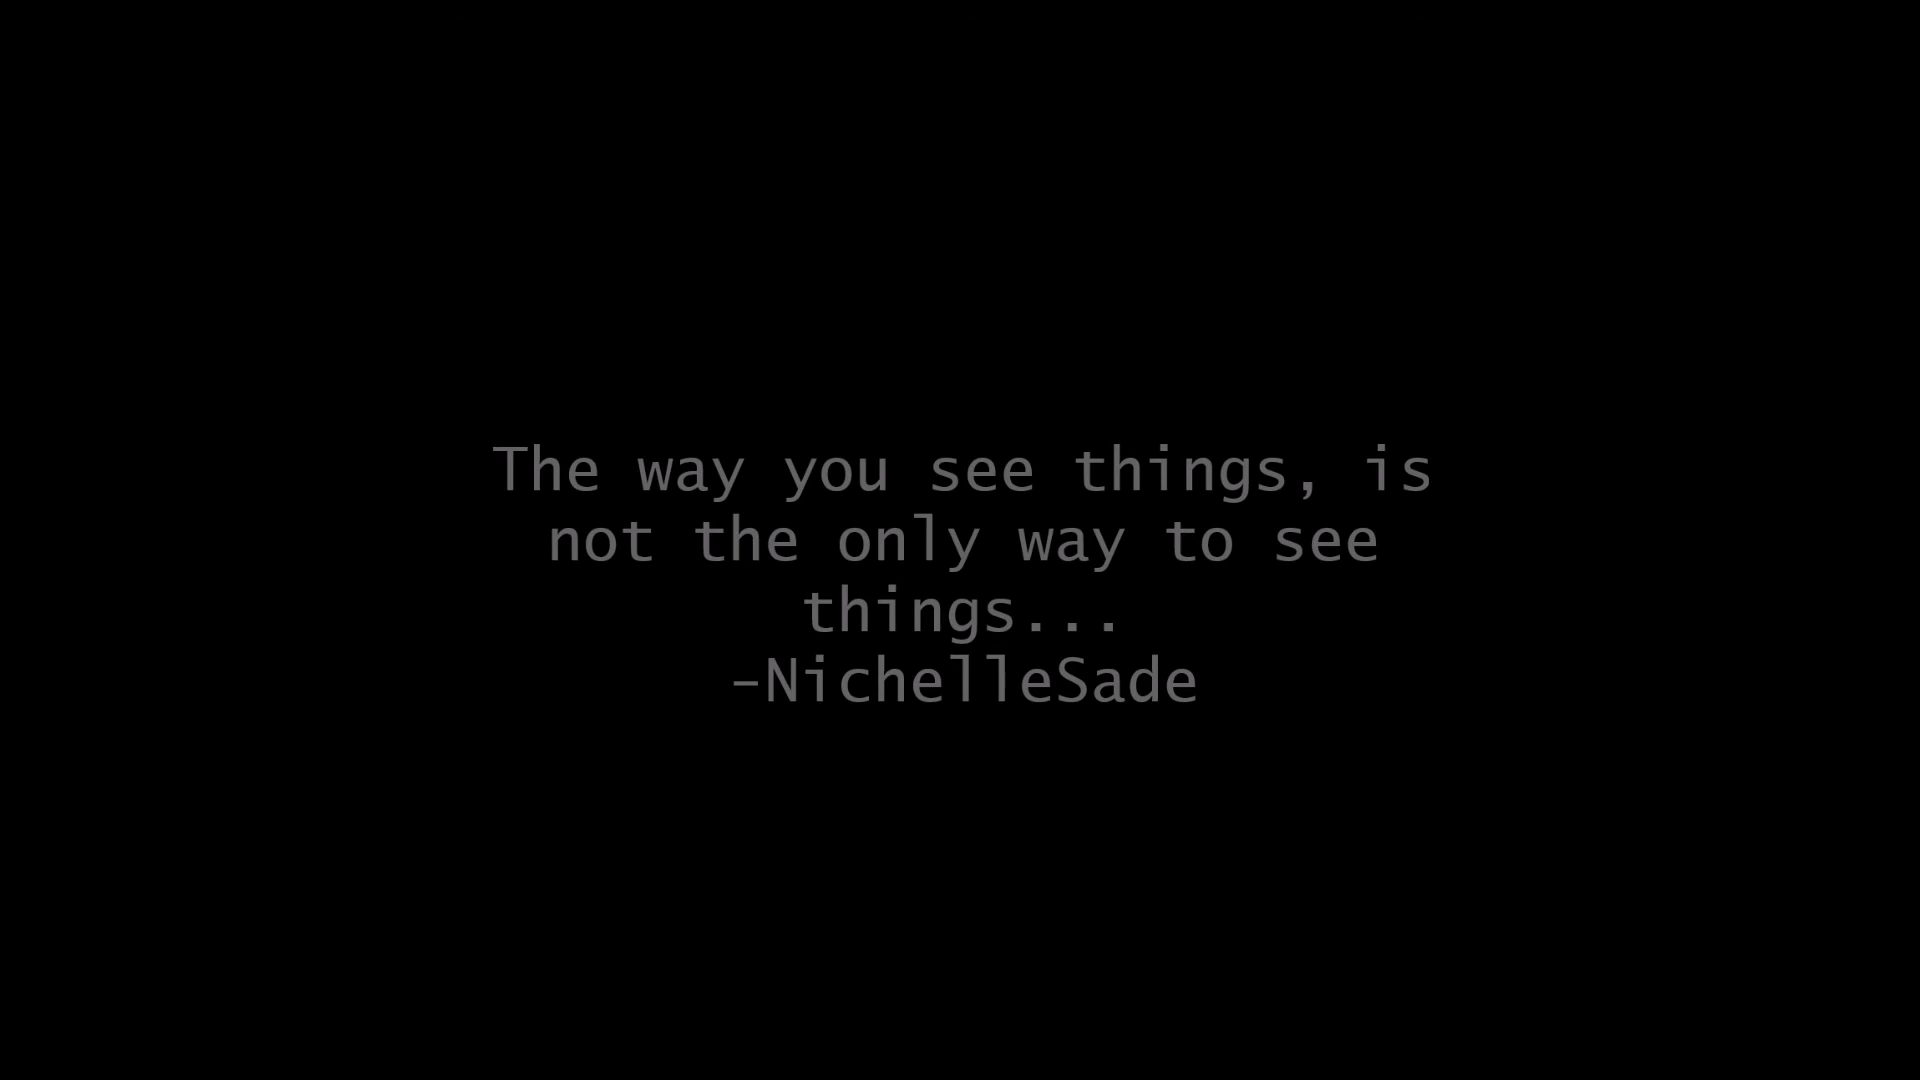 The way you see things, is
not the only way to see
things...
-NichelleSade